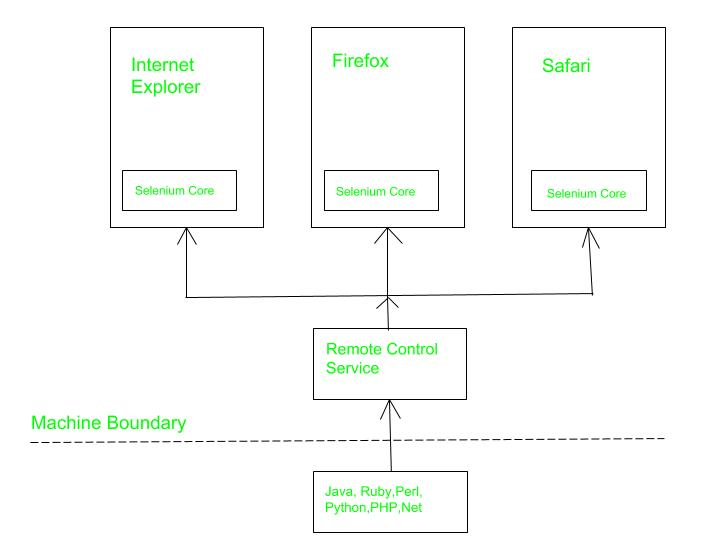 Internet
Explorer
Firefox
Safari
Selenium Core
Selenium Core
Selenium Core
Remote Control
Service
Machine Boundary
Java, Ruby,Perl,
Python,PHP,Net